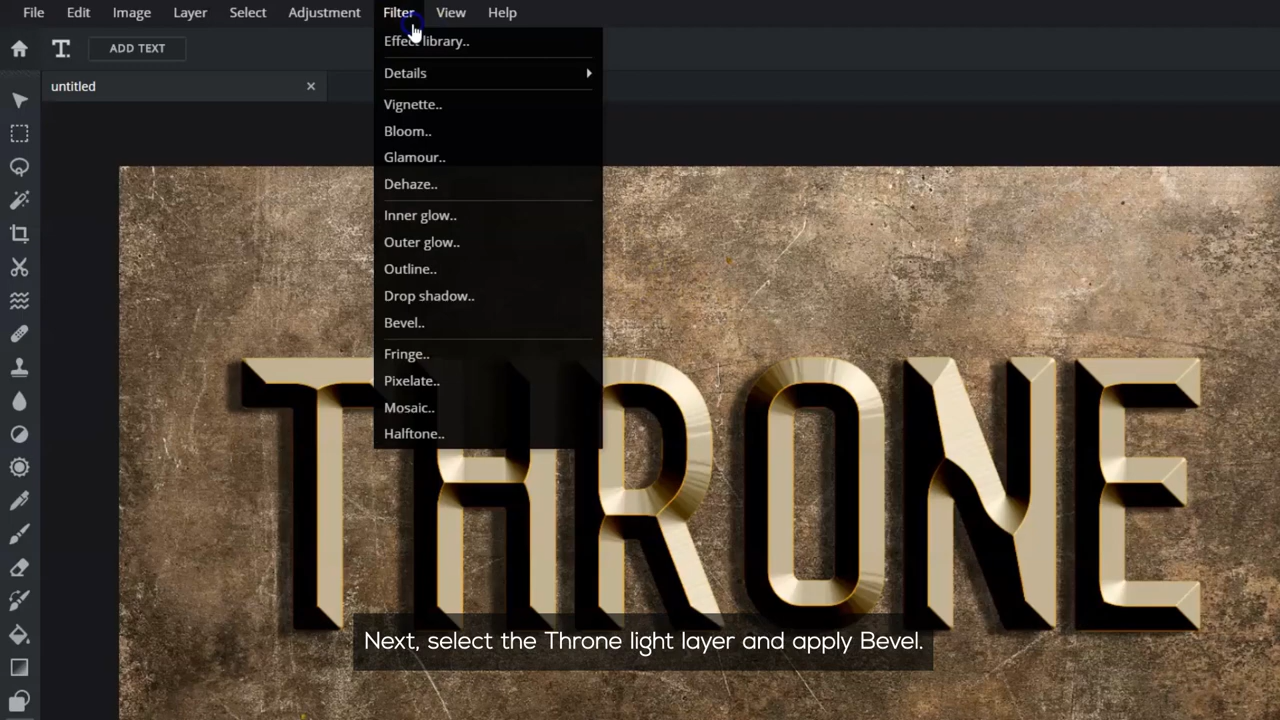 File Edit Image Layer Select Adjustment Filter View Help
ADD TEXT
untitled
Effect library..
Details
Vignette..
Bloom..
Glamour..
Dehaze..
Inner glow..
Outer glow..
Outline..
Drop shadow..
Bevel..
Fringe..
Pixelate..
Mosaic..
Halftone..
THRONE
Next, select the Throne light layer and apply Bevel.